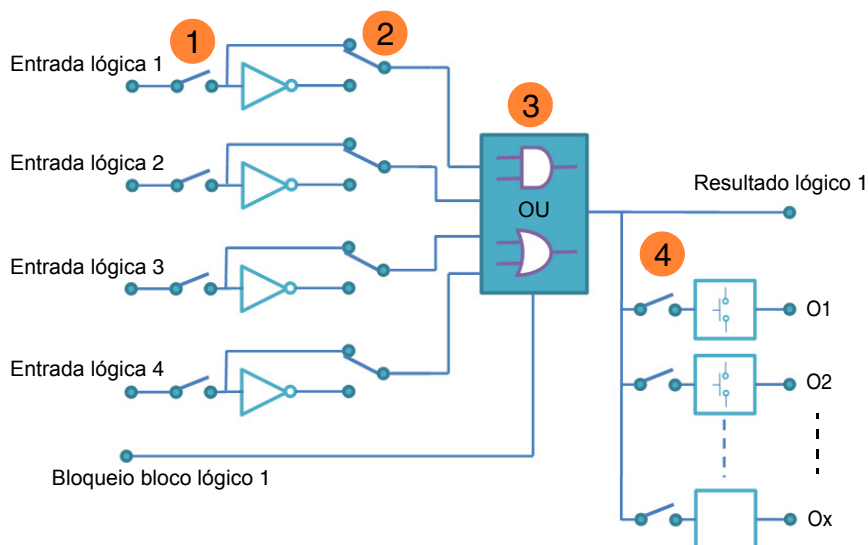 1
2
Entrada lógica 1
3
Entrada lógica 2
Resultado lógico 1
OU
Entrada lógica 3
4
O1
Entrada lógica 4
O2
Bloqueio bloco lógico 1
Ox